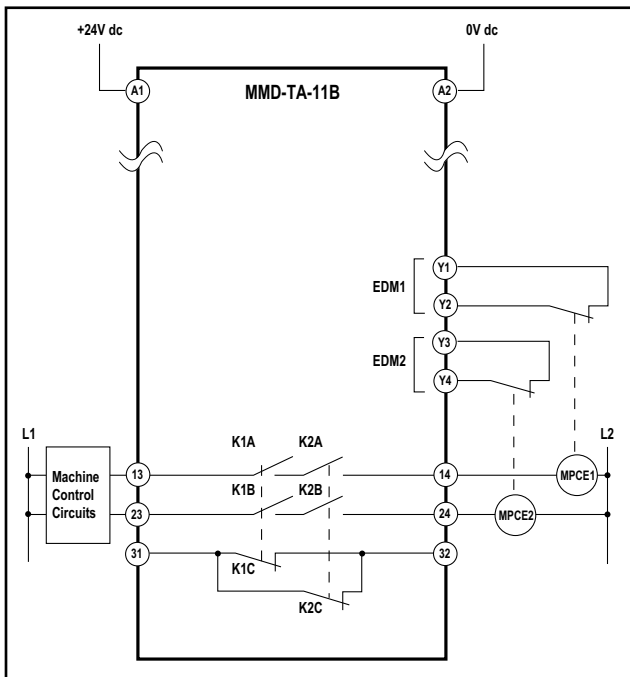 +24V dc
0V dc
A1
MMD-TA-11B
A2
Y1
EDM1
Y2
Y3
EDM2
Y4
L1
K1A
K2A
L2
Machine
Control
Circuits
13
14
MPCE1
K1B
K2B
23
24
MPCE2
31
32
K1C
K2C